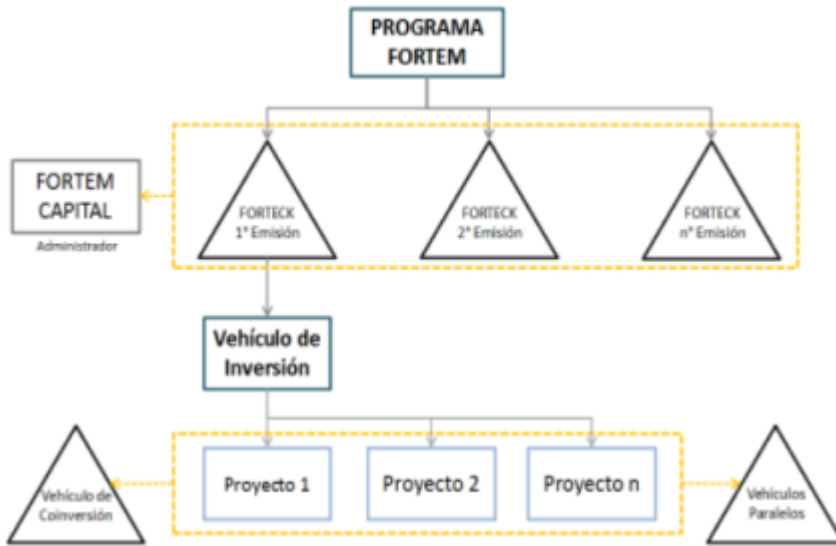 PROGRAMA
FORTEM
FORTEM
CAPITAL
Administrador
FORTECK
1° Emisión
FORTECK
2° Emisión
FORTECK
n° Emisión
Vehículo de
Inversión
Vehículo de
Coinversión
Proyecto 1
Proyecto 2
Proyecto n
Vehículos
Paralelos